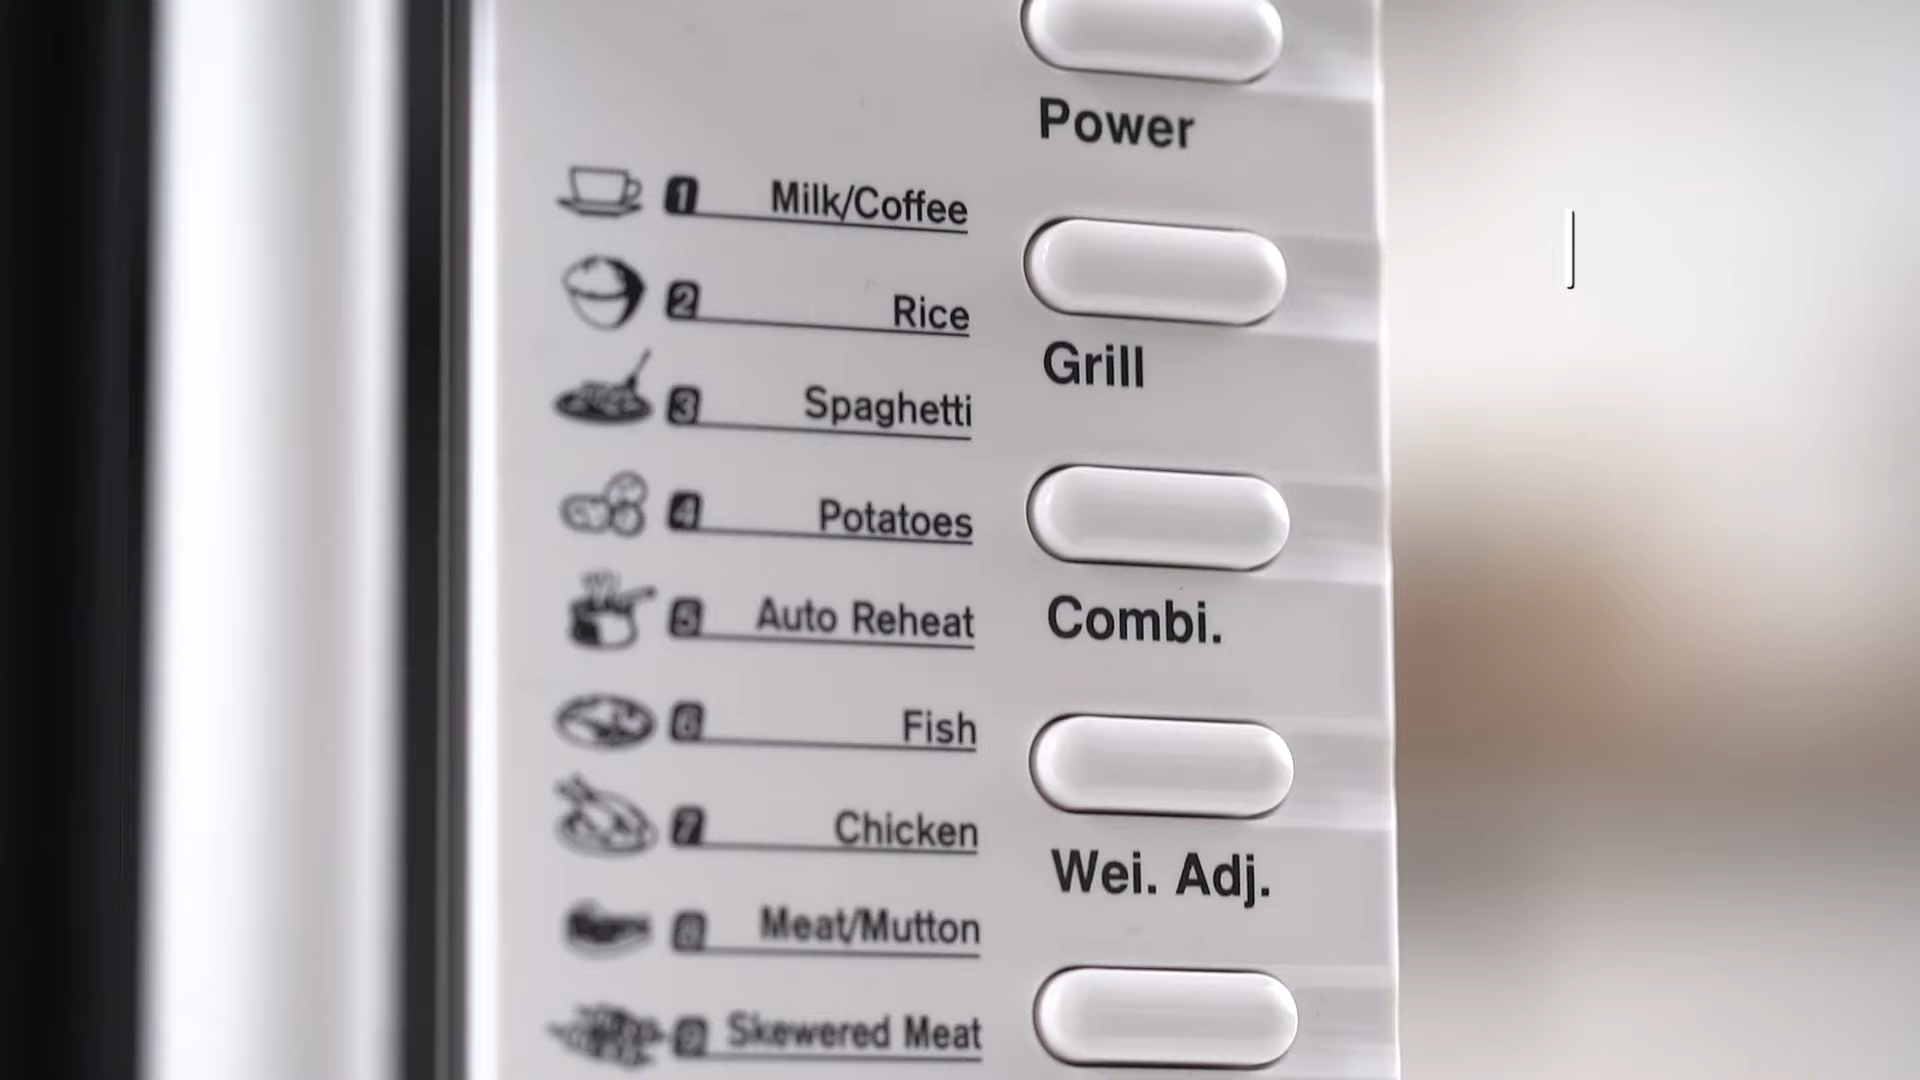 Power
1 Milk/Coffee
2 Rice
Grill
3 Spaghetti
4 Potatoes
5 Auto Reheat
Combi.
6 Fish
7 Chicken
Wei. Adj.
8 Meat/Mutton
9 Skewered Meat